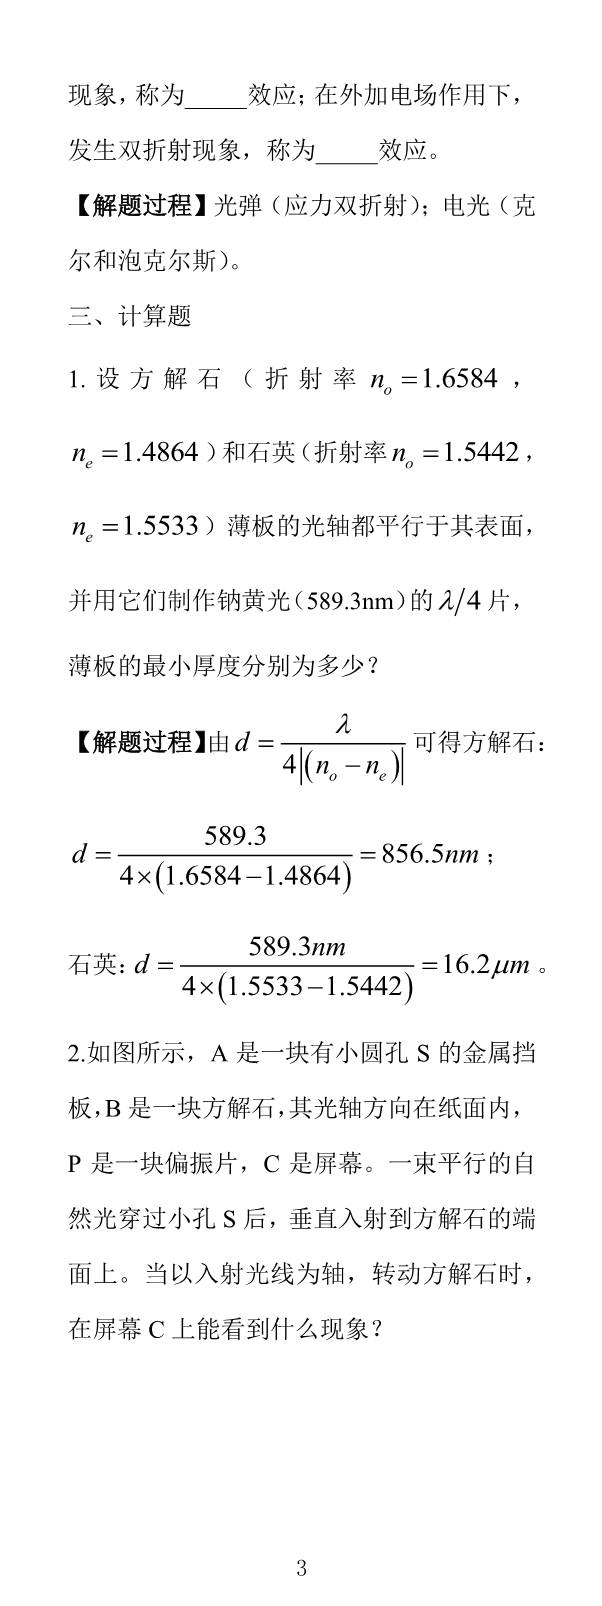 现象，称为_____效应；在外加电场作用下，
发生双折射现象，称为_____效应。
【解题过程】光弹（应力双折射）；电光（克
尔和泡克尔斯）。
三、计算题
1. 设方解石（折射率 n_o = 1.6584，
n_e = 1.4864）和石英（折射率 n_o = 1.5442，
n_e = 1.5533）薄板的光轴都平行于其表面，
并用它们制作钠黄光（589.3nm）的 λ/4 片，
薄板的最小厚度分别为多少？
【解题过程】由 d = λ / 4|(n_o − n_e)| 可得方解石：
d = 589.3 / 4×(1.6584−1.4864) = 856.5nm；
石英：d = 589.3nm / 4×(1.5533−1.5442) = 16.2μm。
2.如图所示，A 是一块有小圆孔 S 的金属挡
板，B 是一块方解石，其光轴方向在纸面内，
P 是一块偏振片，C 是屏幕。一束平行的自
然光穿过小孔 S 后，垂直入射到方解石的端
面上。当以入射光线为轴，转动方解石时，
在屏幕 C 上能看到什么现象？
3